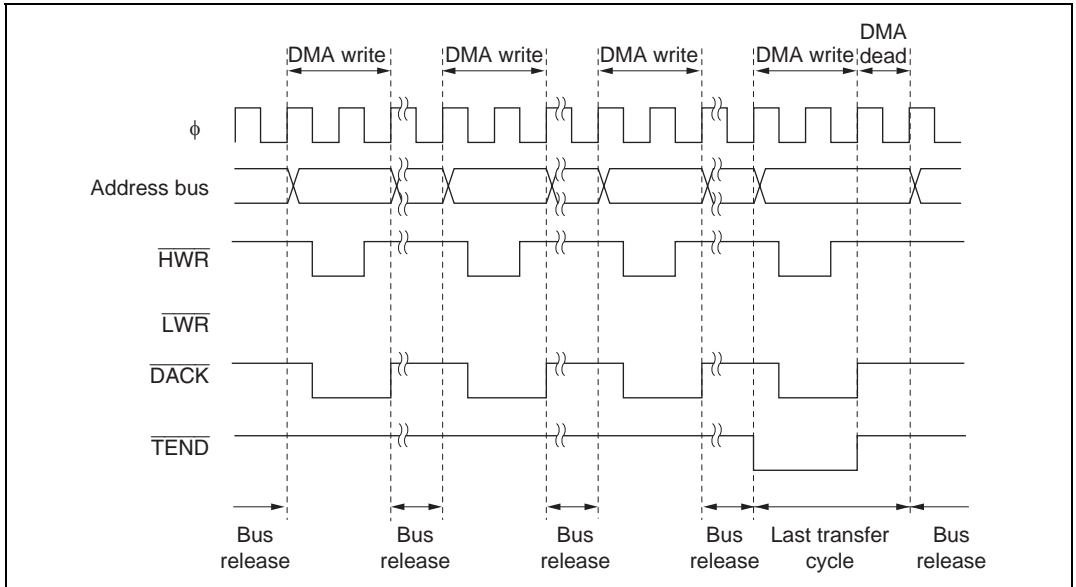 DMA
DMA write DMA write DMA write DMA write dead
φ
Address bus
HWR
LWR
DACK
TEND
Bus release Bus release Bus release Bus release Last transfer cycle Bus release